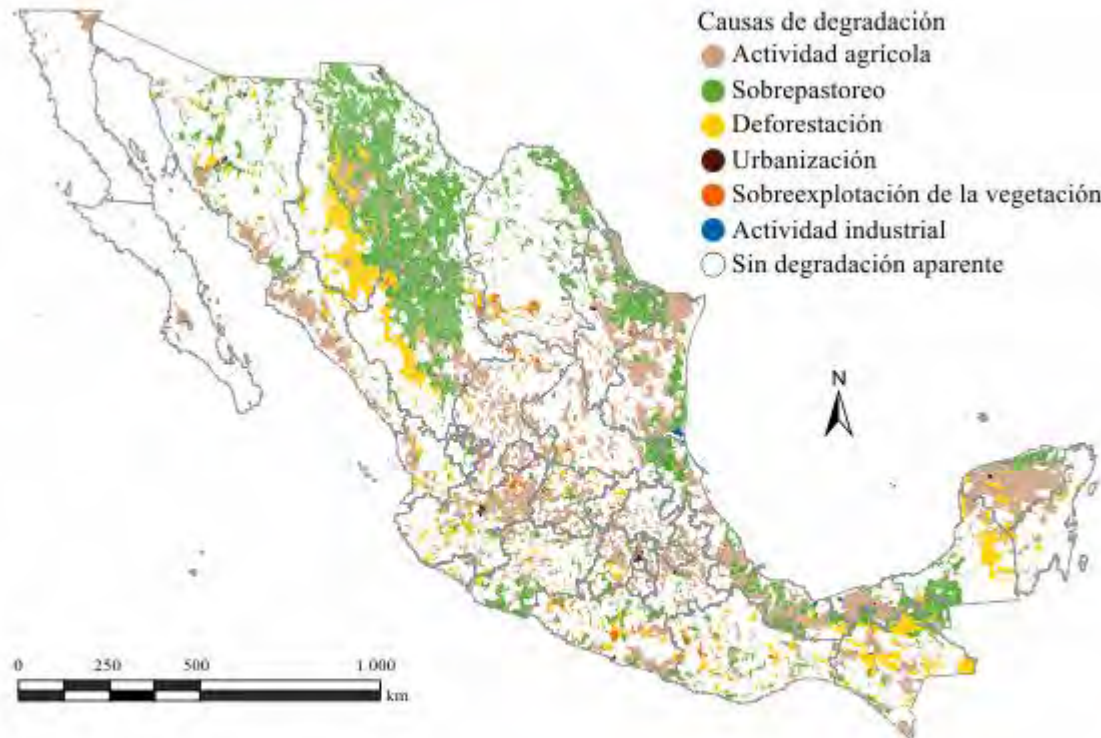 Causas de degradación
Actividad agrícola
Sobrepastoreo
Deforestación
Urbanización
Sobreexplotación de la vegetación
Actividad industrial
Sin degradación aparente
N
0 250 500 1 000
km